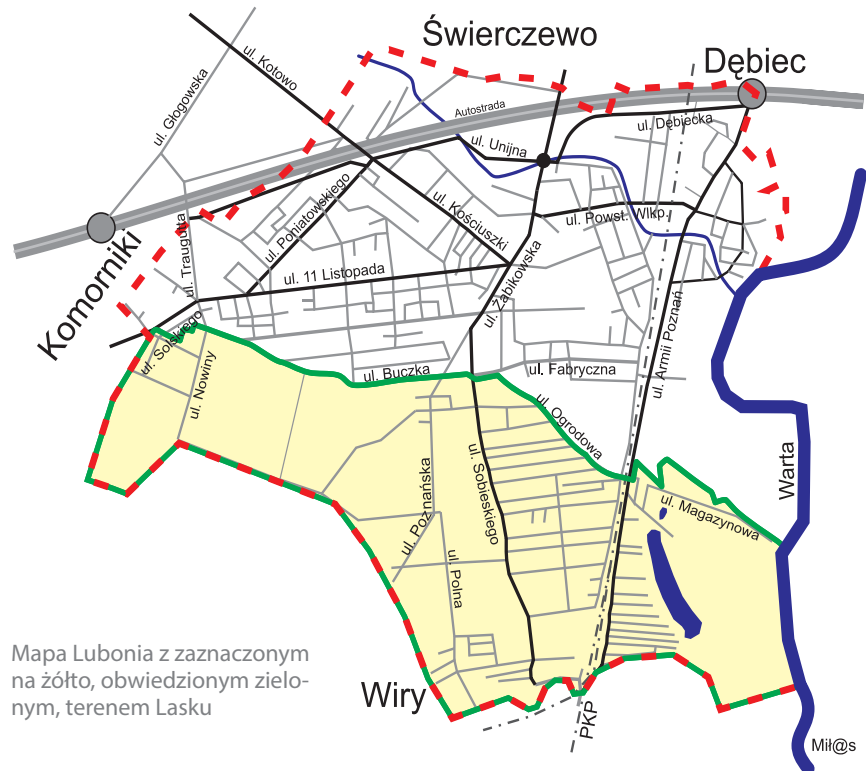 Świerczewo
Dębiec
ul. Kotowo
ul. Głogowska
Autostrada
ul. Dębiecka
ul. Unijna
ul. Poniatowskiego
ul. Kościuszki
ul. Powst. Wlkp.
ul. Traugutta
Komorniki
ul. 11 Listopada
ul. Żabikowska
ul. Armii Poznań
ul. Solskiego
ul. Nowiny
ul. Buczka
ul. Fabryczna
ul. Ogrodowa
Warta
ul. Poznańska
ul. Sobieskiego
ul. Magazynowa
ul. Polna
Mapa Lubonia z zaznaczonym
na żółto, obwiedzionym zielo-
nym, terenem Lasku
Wiry
PKP
Mił@s